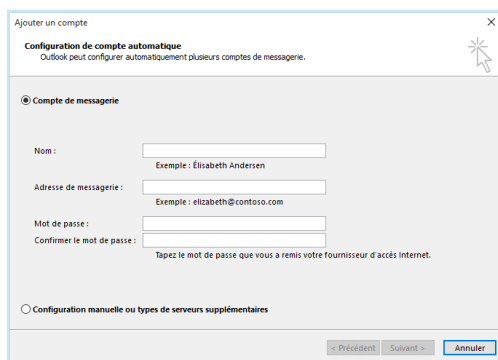 Ajouter un compte
Configuration de compte automatique
Outlook peut configurer automatiquement plusieurs comptes de messagerie.
Compte de messagerie
Nom :
Exemple : Élisabeth Andersen
Adresse de messagerie :
Exemple : elizabeth@contoso.com
Mot de passe :
Confirmer le mot de passe :
Tapez le mot de passe que vous a remis votre fournisseur d'accès Internet.
Configuration manuelle ou types de serveurs supplémentaires
< Précédent Suivant > Annuler